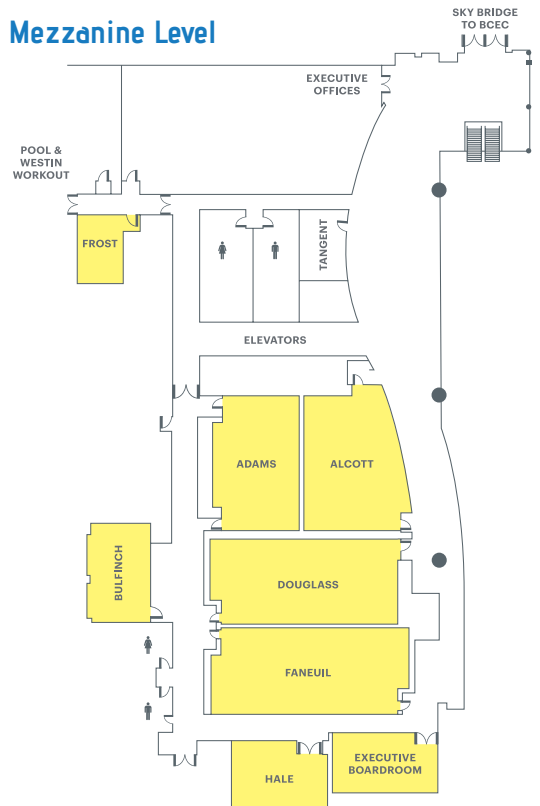 Mezzanine Level
SKY BRIDGE
TO BCEC
EXECUTIVE
OFFICES
POOL &
WESTIN
WORKOUT
FROST
TANGENT
ELEVATORS
ADAMS
ALCOTT
BULFINCH
DOUGLASS
FANEUIL
EXECUTIVE
BOARDROOM
HALE